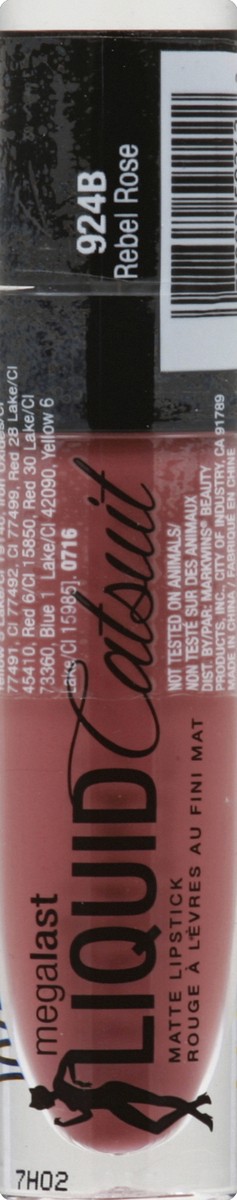 924B
Rebel Rose
77491, CI 77492, CI 77499, Red 28 Lake/CI
45410, Red 6/CI 15850, Red 30 Lake/CI
73360, Blue 1 Lake/CI 42090, Yellow 6
Lake/CI 15985). 0716
NOT TESTED ON ANIMALS/
NON TESTÉ SUR DES ANIMAUX
DIST. BY/PAR: MARKWINS® BEAUTY
PRODUCTS, INC., CITY OF INDUSTRY, CA 91789
MADE IN CHINA / FABRIQUÉ EN CHINE
megalast
LIQUID Catsuit
MATTE LIPSTICK
ROUGE À LÈVRES AU FINI MAT
7H02